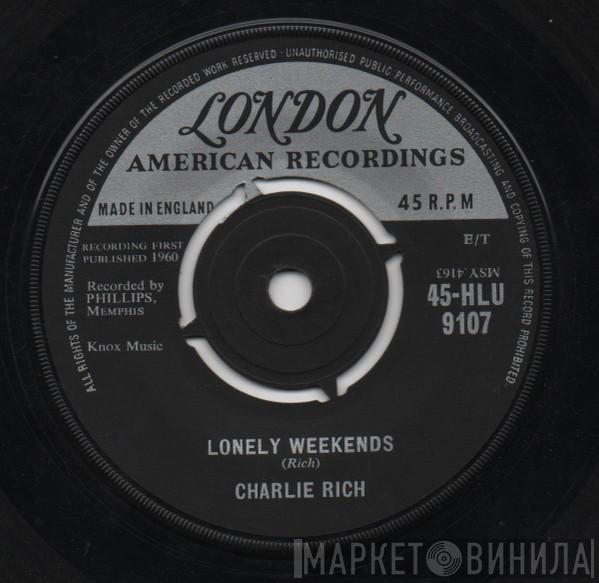 ALL RIGHTS OF THE MANUFACTURER AND OF THE OWNER OF THE RECORDED WORK RESERVED · UNAUTHORISED PUBLIC PERFORMANCE BROADCASTING AND COPYING OF THIS RECORD PROHIBITED.
LONDON
AMERICAN RECORDINGS
MADE IN ENGLAND
45 R.P.M
RECORDING FIRST
PUBLISHED 1960
E/T
MSY 4163
Recorded by
PHILLIPS,
MEMPHIS
45-HLU
9107
Knox Music
LONELY WEEKENDS
(Rich)
CHARLIE RICH
МАРКЕТ ВИНИЛА